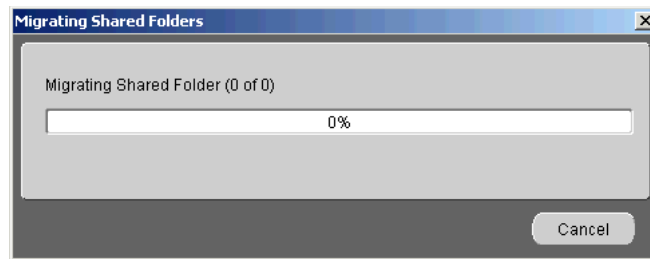 Migrating Shared Folders
Migrating Shared Folder (0 of 0)
0%
Cancel